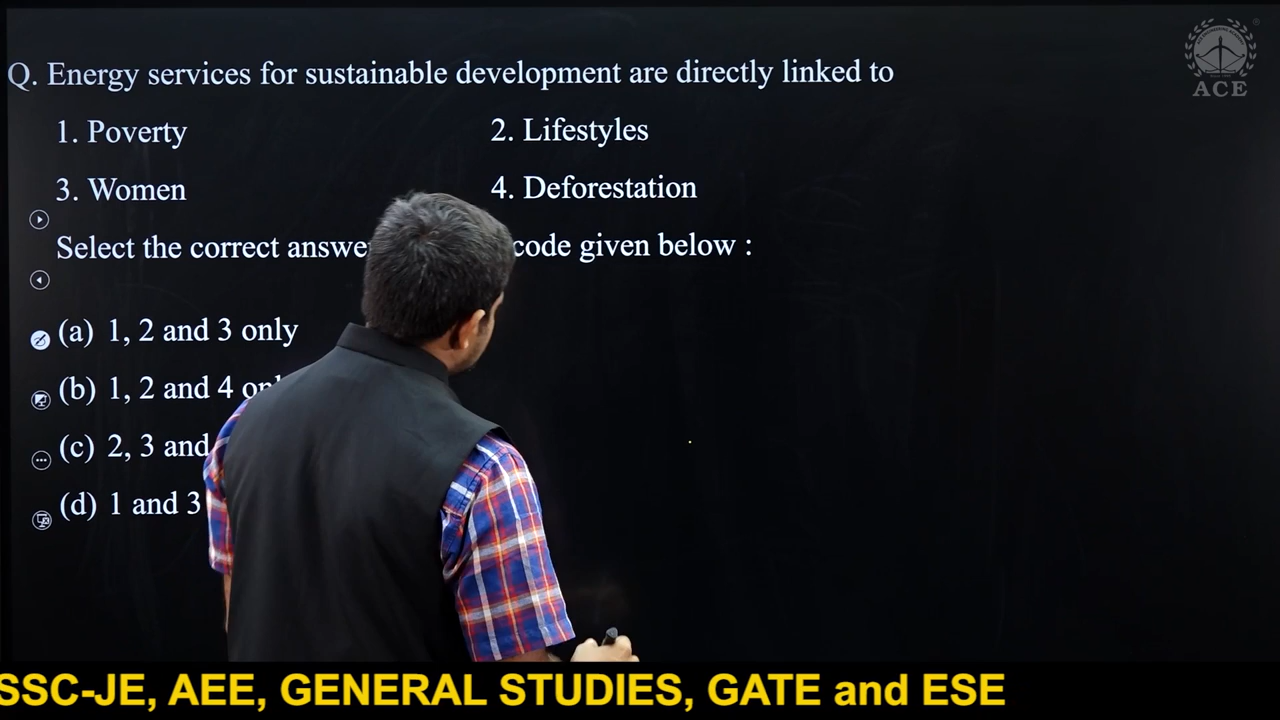 Q. Energy services for sustainable development are directly linked to
1. Poverty
2. Lifestyles
3. Women
4. Deforestation
Select the correct code given below :
(a) 1, 2 and 3 only
(b) 1, 2 and 4
(c) 2, 3 and
(d) 1 and 3
ACE
SSC-JE, AEE, GENERAL STUDIES, GATE and ESE